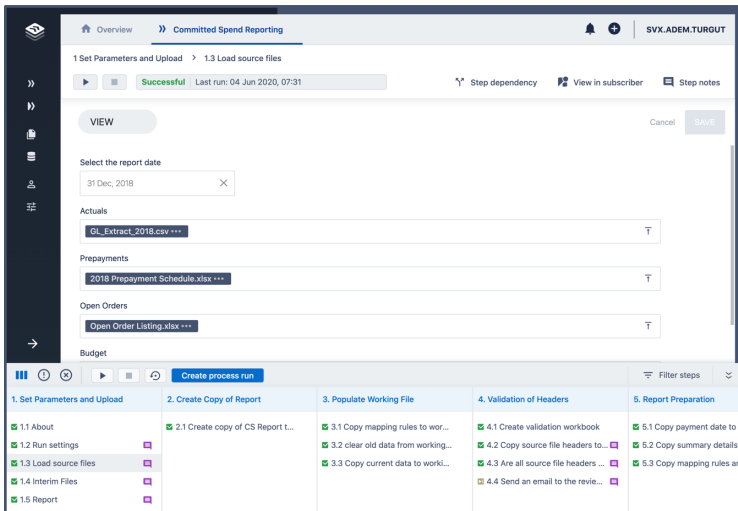 Overview
Committed Spend Reporting
SVX.ADEM.TURGUT
1 Set Parameters and Upload > 1.3 Load source files
Successful Last run: 04 Jun 2020, 07:31
Step dependency
View in subscriber
Step notes
VIEW
Cancel
SAVE
Select the report date
31 Dec, 2018
Actuals
GL_Extract_2018.csv •••
Prepayments
2018 Prepayment Schedule.xlsx •••
Open Orders
Open Order Listing.xlsx •••
Budget
Create process run
Filter steps
1. Set Parameters and Upload
1.1 About
1.2 Run settings
1.3 Load source files
1.4 Interim Files
1.5 Report
2. Create Copy of Report
2.1 Create copy of CS Report t...
3. Populate Working File
3.1 Copy mapping rules to wor...
3.2 clear old data from working...
3.3 Copy current data to worki...
4. Validation of Headers
4.1 Create validation workbook
4.2 Copy source file headers to...
4.3 Are all source file headers ...
4.4 Send an email to the revie...
5. Report Preparation
5.1 Copy payment date to
5.2 Copy summary details
5.3 Copy mapping rules a